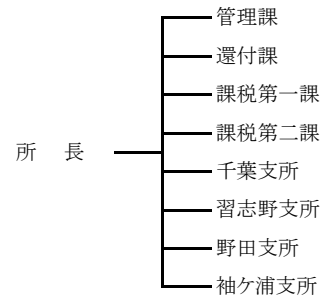 所 長
管理課
還付課
課税第一課
課税第二課
千葉支所
習志野支所
野田支所
袖ケ浦支所